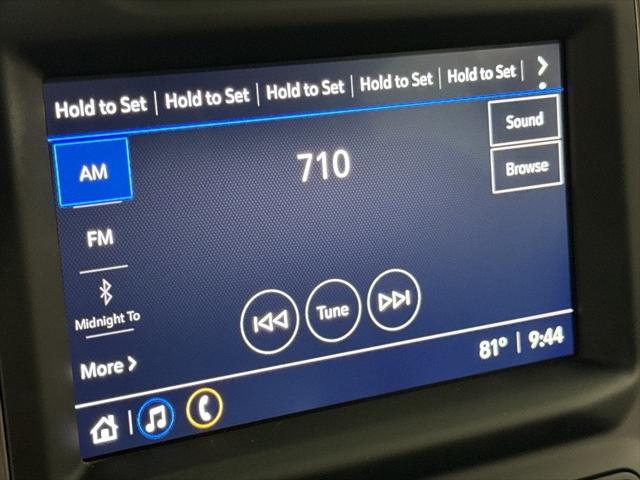 Hold to Set | Hold to Set | Hold to Set | Hold to Set | Hold to Set | >
AM
710
Sound
Browse
FM
Midnight To
Tune
More >
81° | 9:44